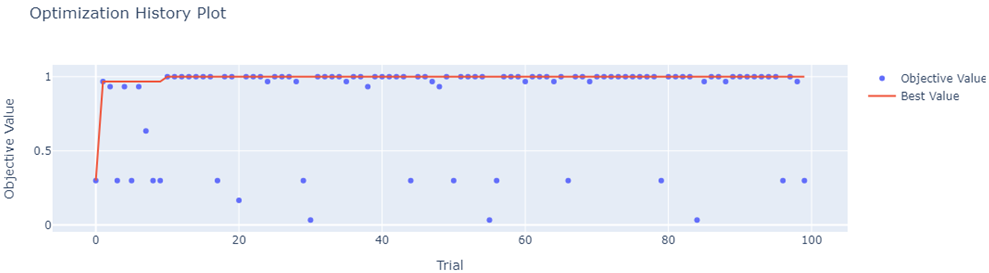 Optimization History Plot
Objective Value
1
0.5
0
0
20
40
60
80
100
Trial
Objective Value
Best Value